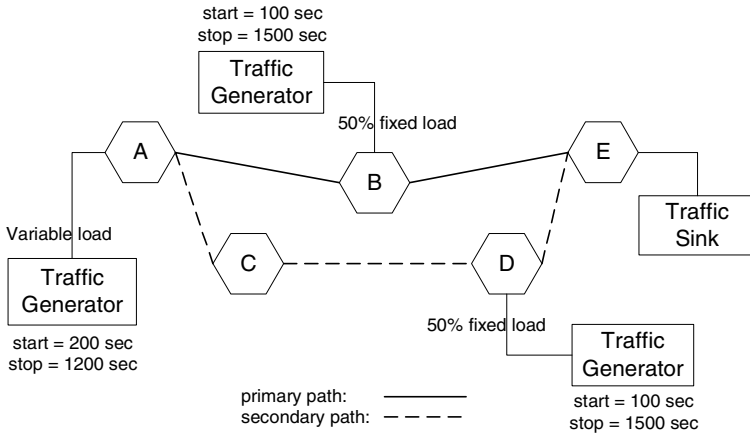 start = 100 sec
stop = 1500 sec
Traffic
Generator
50% fixed load
A
B
E
Traffic
Sink
Variable load
Traffic
Generator
start = 200 sec
stop = 1200 sec
C
D
50% fixed load
Traffic
Generator
start = 100 sec
stop = 1500 sec
primary path:
secondary path: